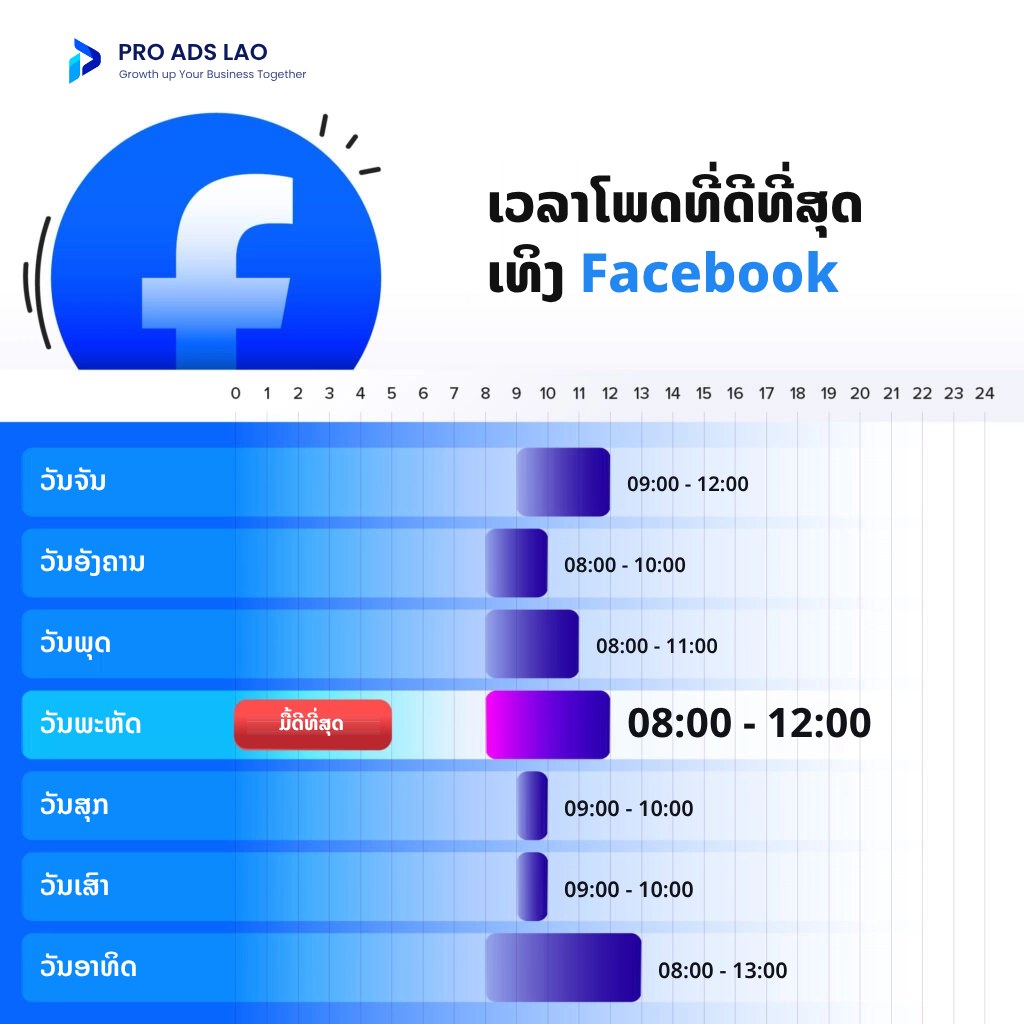 PRO ADS LAO
Growth up Your Business Together
ເວລາໂພດທີ່ດີທີ່ສຸດ
ເທິງ Facebook
0 1 2 3 4 5 6 7 8 9 10 11 12 13 14 15 16 17 18 19 20 21 22 23 24
ວັນຈັນ 09:00 - 12:00
ວັນອັງຄານ 08:00 - 10:00
ວັນພຸດ 08:00 - 11:00
ວັນພະຫັດ ມື້ດີທີ່ສຸດ 08:00 - 12:00
ວັນສຸກ 09:00 - 10:00
ວັນເສົາ 09:00 - 10:00
ວັນອາທິດ 08:00 - 13:00